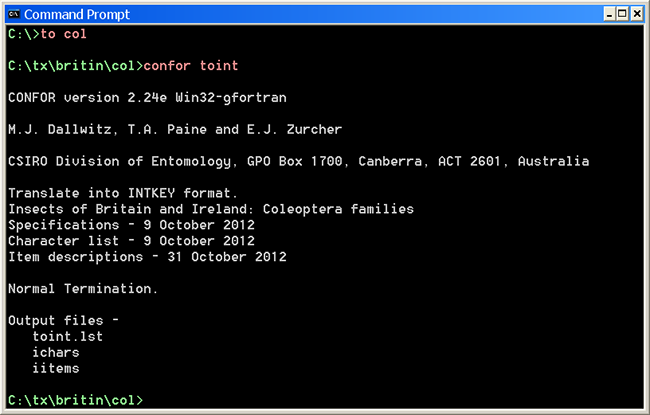 Command Prompt
C:\>to col
C:\tx\britin\col>confor toint
CONFOR version 2.24e Win32-gfortran
M.J. Dallwitz, T.A. Paine and E.J. Zurcher
CSIRO Division of Entomology, GPO Box 1700, Canberra, ACT 2601, Australia
Translate into INTKEY format.
Insects of Britain and Ireland: Coleoptera families
Specifications - 9 October 2012
Character list - 9 October 2012
Item descriptions - 31 October 2012
Normal Termination.
Output files -
toint.lst
ichars
iitems
C:\tx\britin\col>